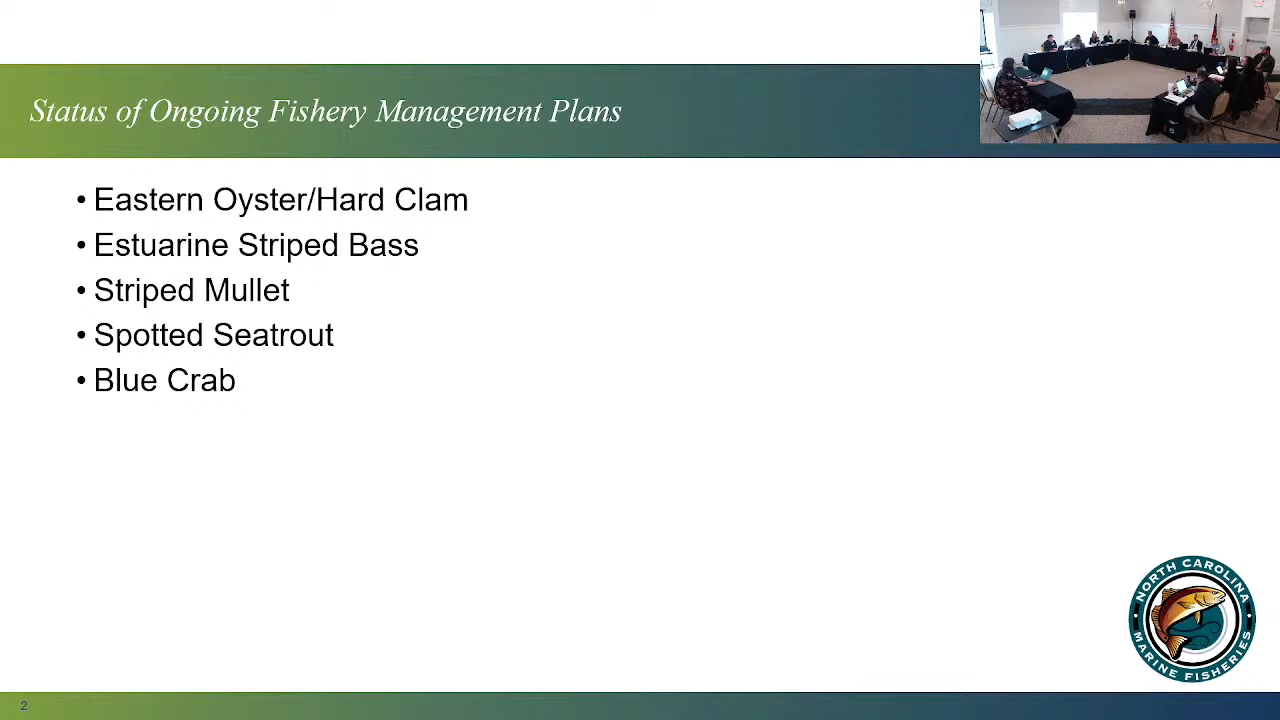 Status of Ongoing Fishery Management Plans
• Eastern Oyster/Hard Clam
• Estuarine Striped Bass
• Striped Mullet
• Spotted Seatrout
• Blue Crab
NORTH CAROLINA
MARINE FISHERIES
2